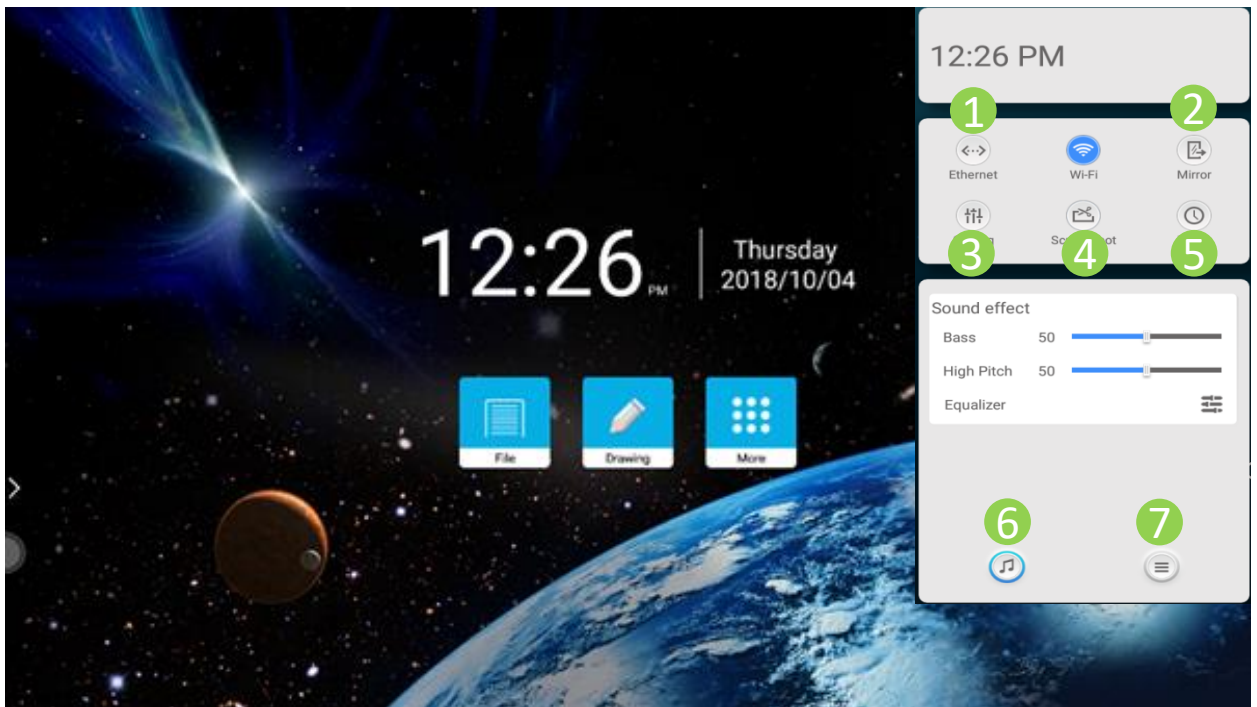 12:26 PM
1
2
Ethernet
Wi-Fi
Mirror
3
4
5
12:26 PM
Thursday
2018/10/04
File
Drawing
More
Sound effect
Bass 50
High Pitch 50
Equalizer
6
7